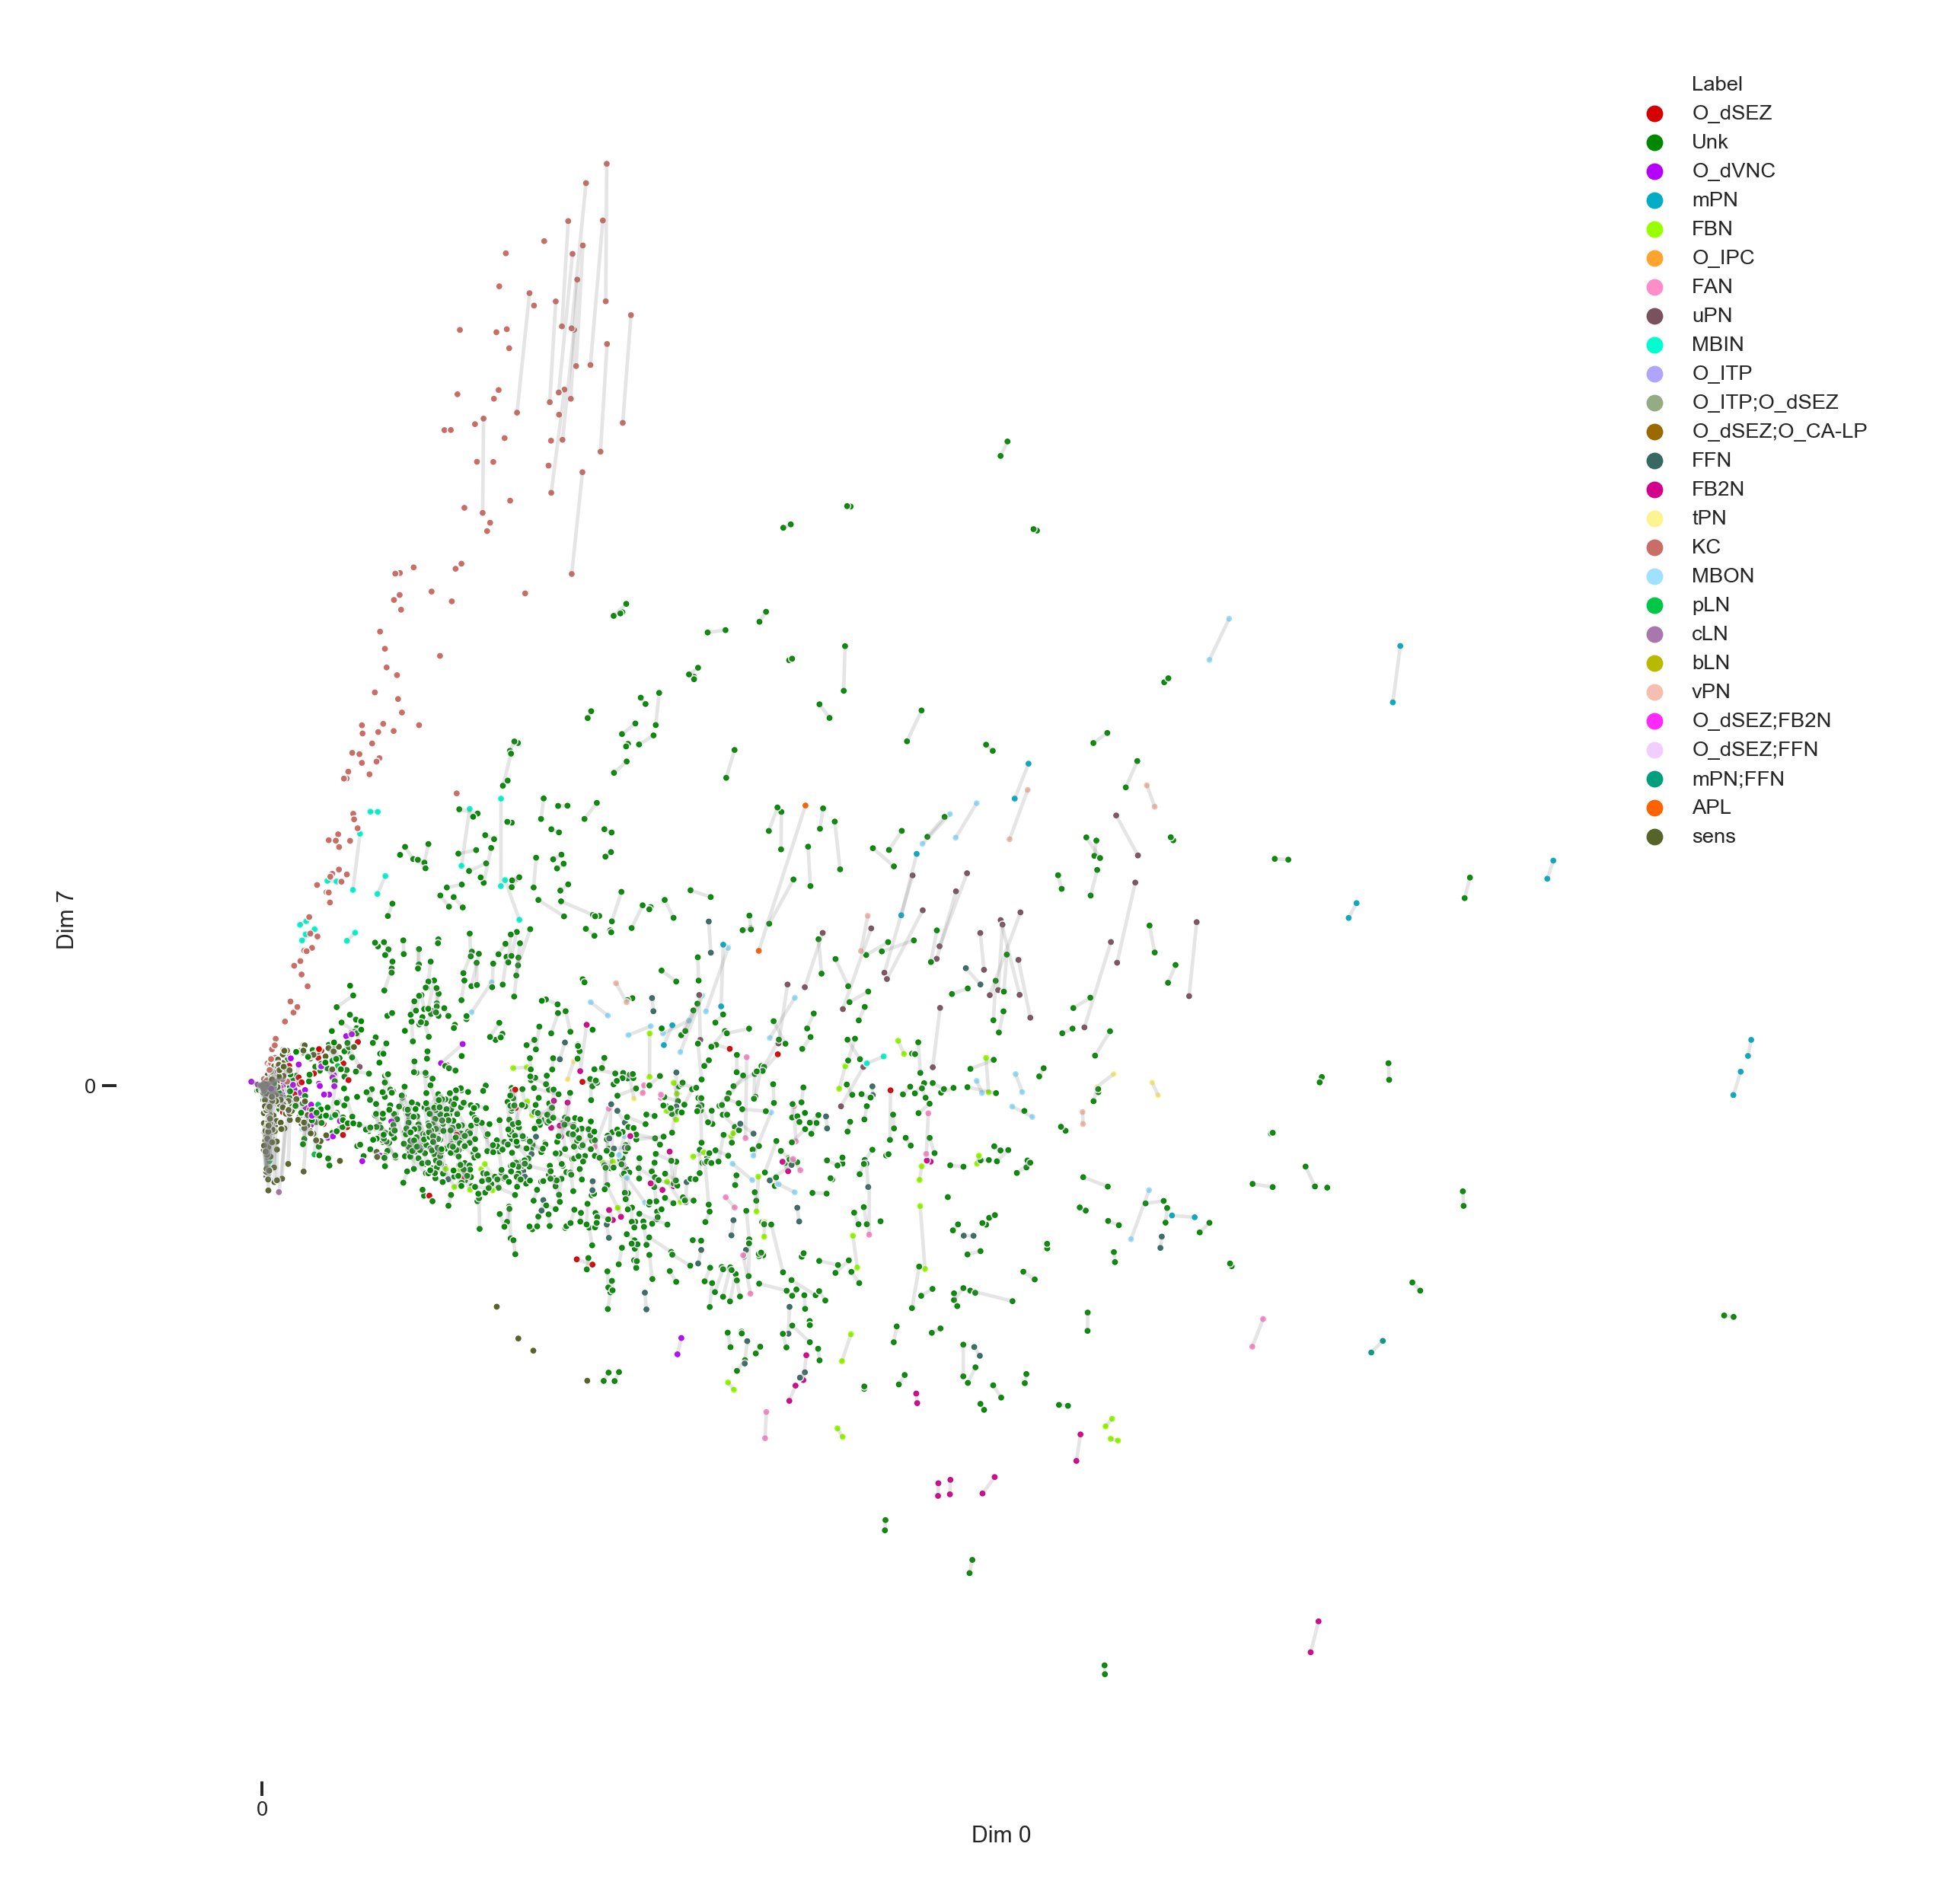 Label
O_dSEZ
Unk
O_dVNC
mPN
FBN
O_IPC
FAN
uPN
MBIN
O_ITP
O_ITP;O_dSEZ
O_dSEZ;O_CA-LP
FFN
FB2N
tPN
KC
MBON
pLN
cLN
bLN
vPN
O_dSEZ;FB2N
O_dSEZ;FFN
mPN;FFN
APL
sens
Dim 7
0
0
Dim 0